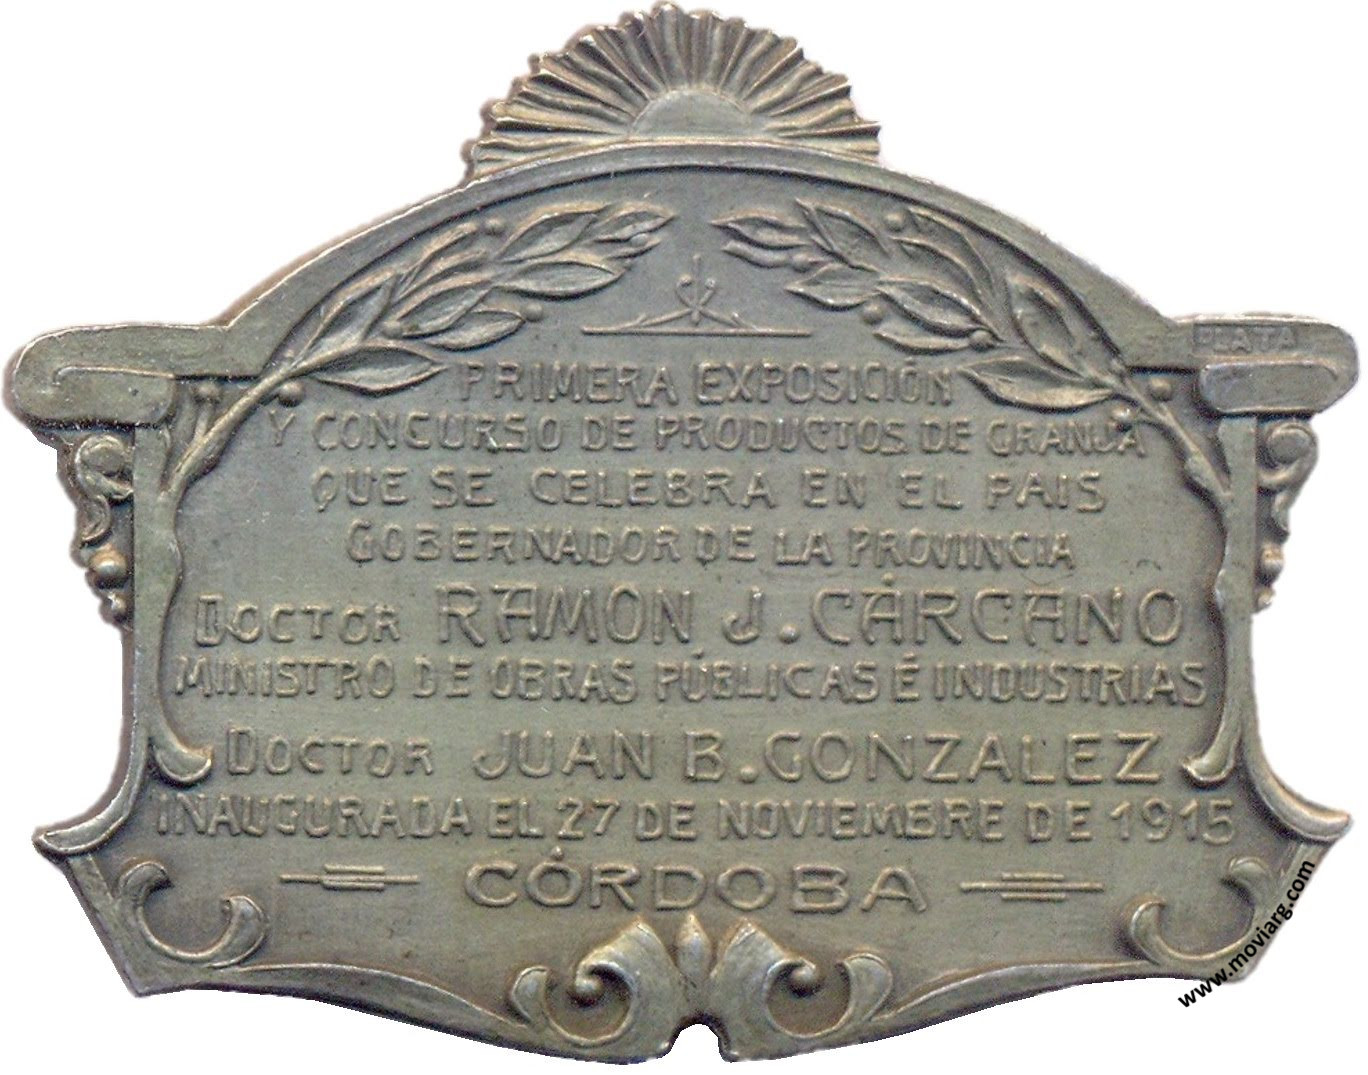 PLATA
PRIMERA EXPOSICIÓN
Y CONCURSO DE PRODUCTOS DE GRANJA
QUE SE CELEBRA EN EL PAIS
GOBERNADOR DE LA PROVINCIA
DOCTOR RAMON J. CÁRCANO
MINISTRO DE OBRAS PÚBLICAS É INDUSTRIAS
DOCTOR JUAN B. GONZALEZ
INAUGURADA EL 27 DE NOVIEMBRE DE 1915
CÓRDOBA
www.moviarg.com